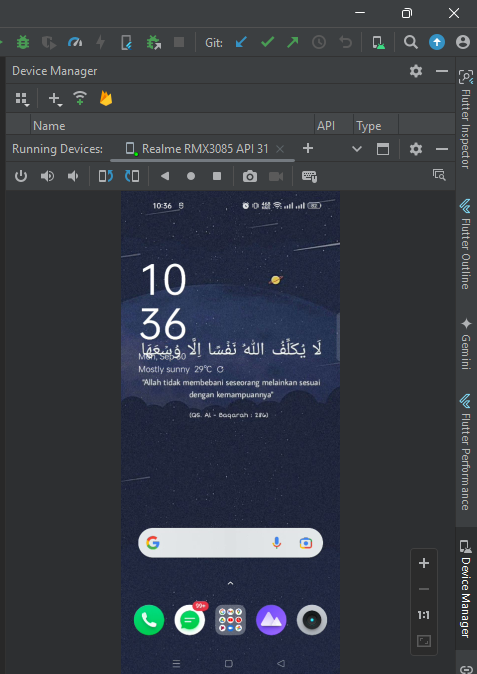 Git:
Device Manager
Name API Type
Running Devices: Realme RMX3085 API 31
10:36
82
10
36
لَا يُكَلِّفُ اللّٰهُ نَفْسًا اِلَّا وُسْعَهَا
Mon, Sep 30
Mostly sunny 29°C
"Allah tidak membebani seseorang melainkan sesuai
dengan kemampuannya"
(QS. Al - Baqarah : 286)
99+
1:1
Flutter Inspector
Flutter Outline
Gemini
Flutter Performance
Device Manager